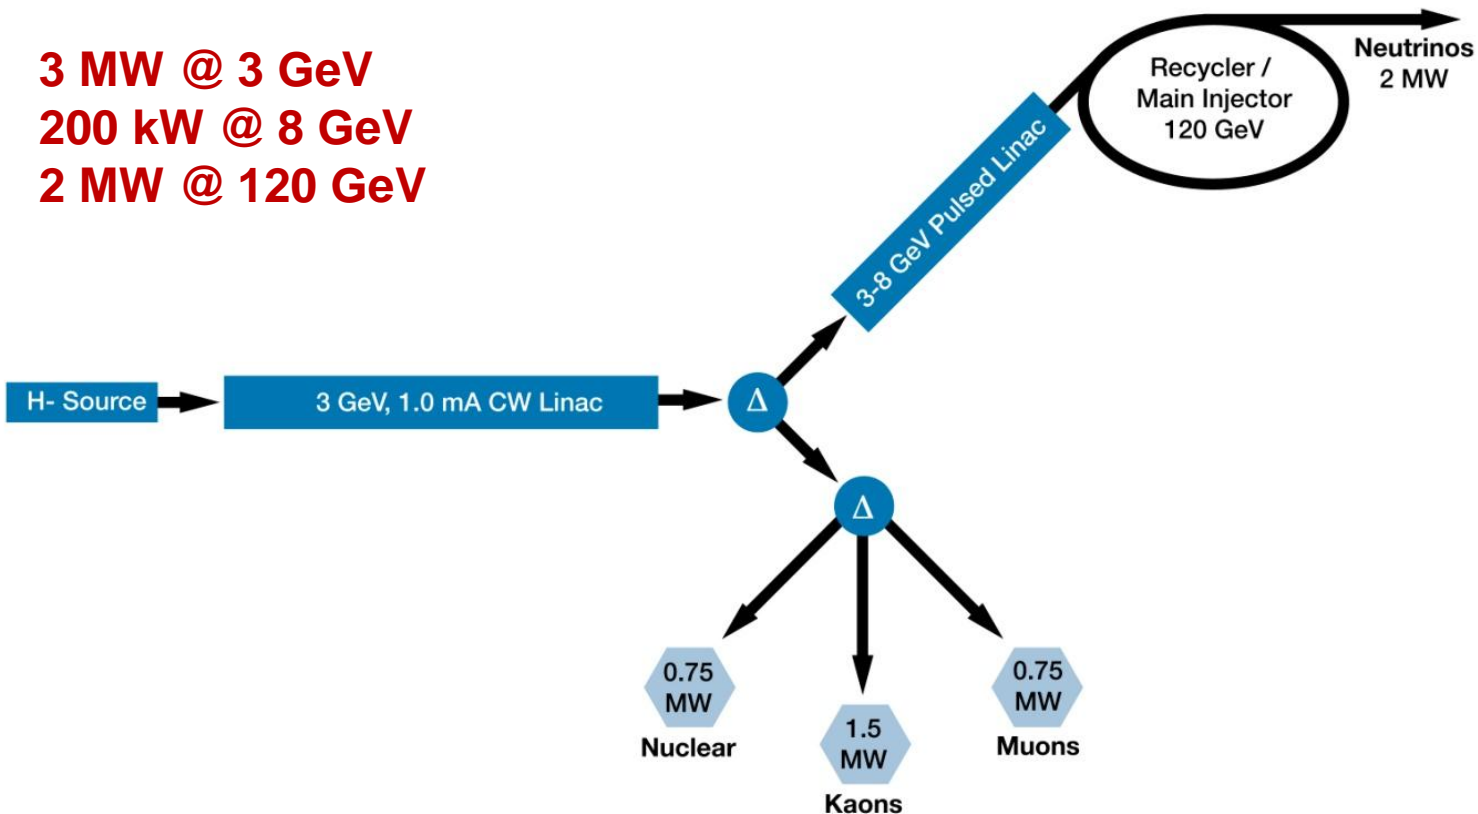 3 MW @ 3 GeV
200 kW @ 8 GeV
2 MW @ 120 GeV
Neutrinos
2 MW
Recycler /
Main Injector
120 GeV
3-8 GeV Pulsed Linac
H- Source
3 GeV, 1.0 mA CW Linac
Δ
Δ
0.75
MW
Nuclear
1.5
MW
Kaons
0.75
MW
Muons